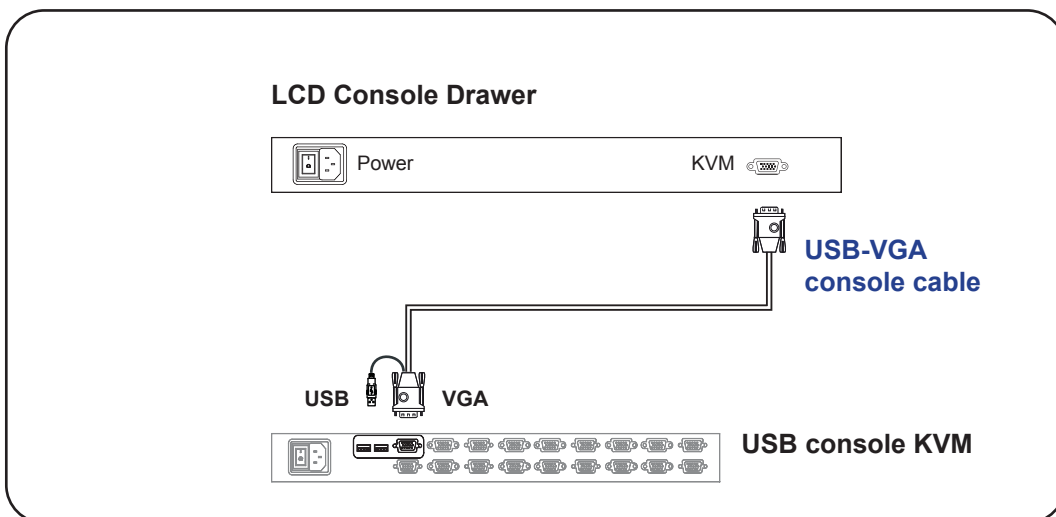 LCD Console Drawer
Power
KVM
USB-VGA
console cable
USB
VGA
USB console KVM